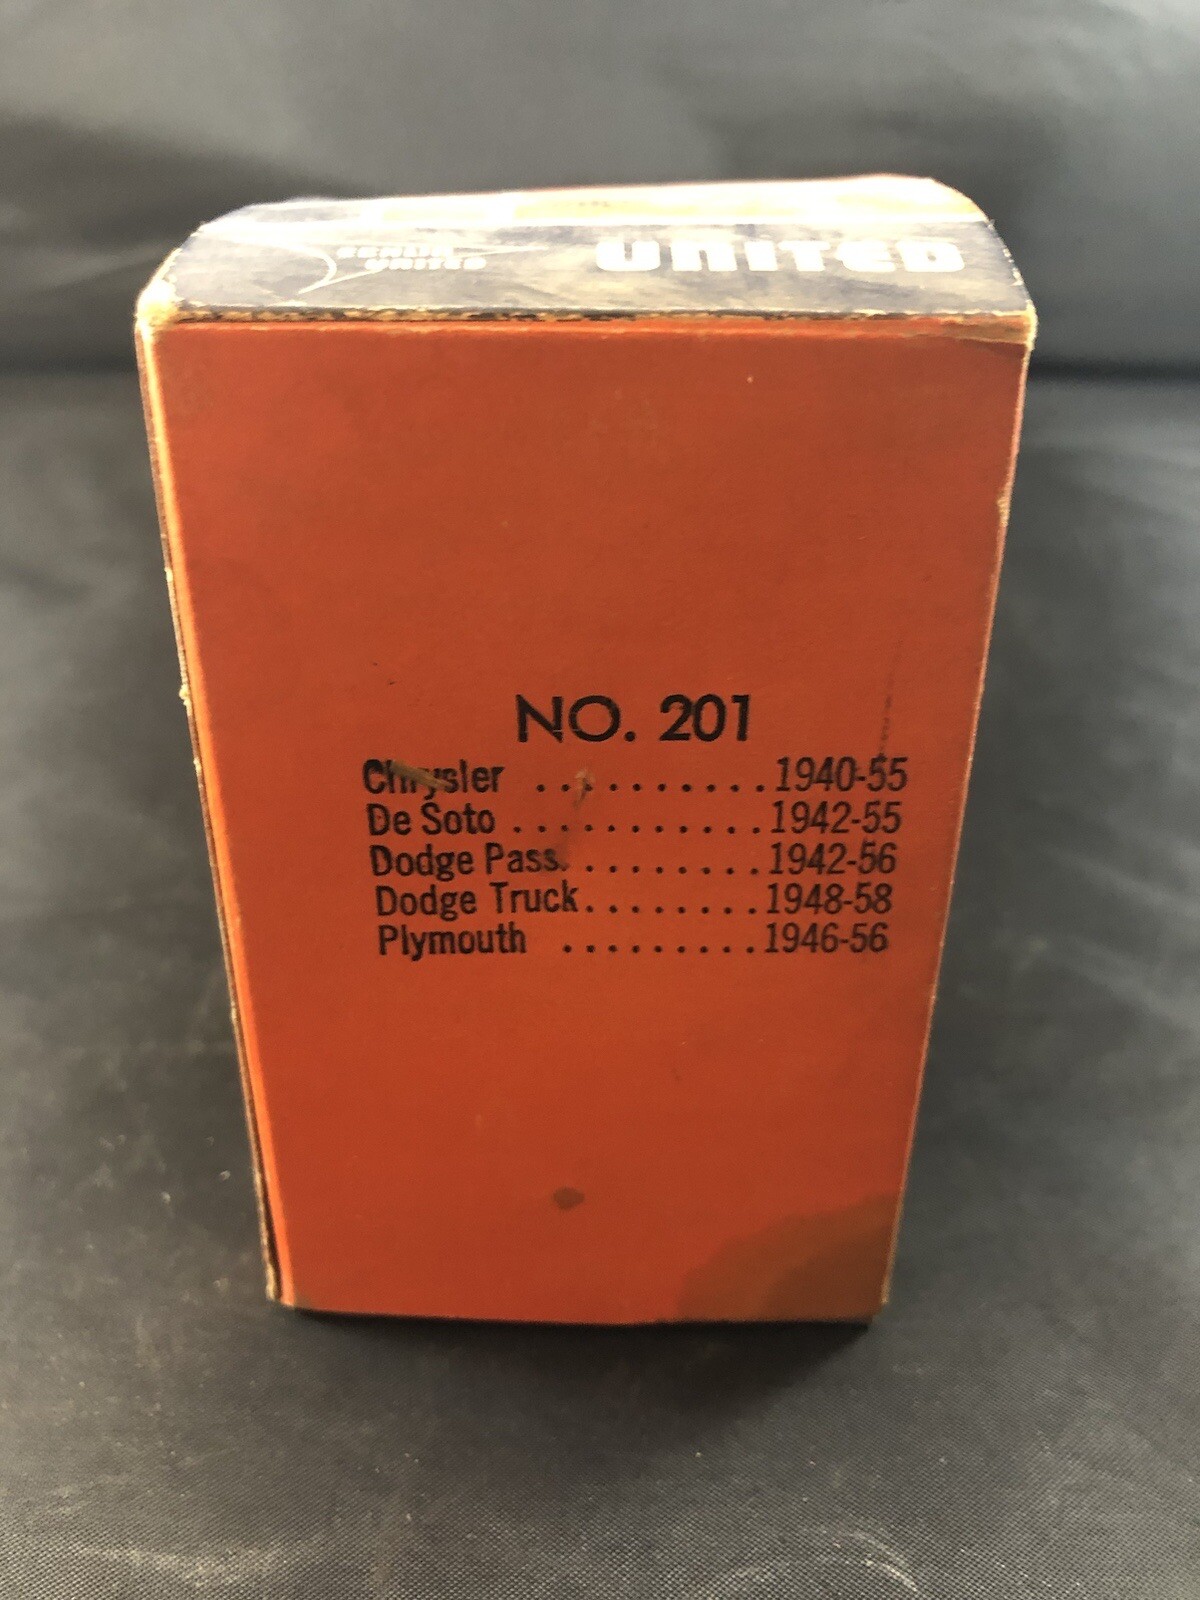 UNITED
UNITED
NO. 201
Chrysler . . . . . . . . . . 1940-55
De Soto . . . . . . . . . . . . 1942-55
Dodge Pass. . . . . . . . . 1942-56
Dodge Truck. . . . . . . . 1948-58
Plymouth . . . . . . . . . 1946-56